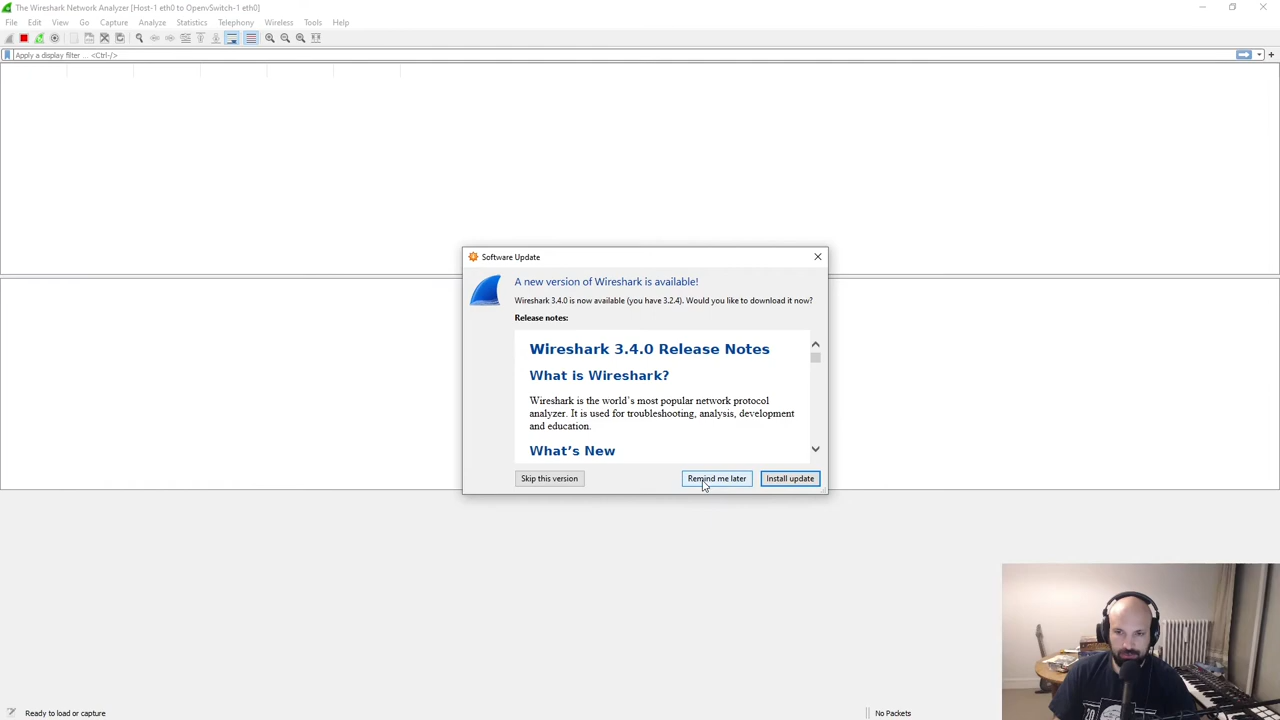 The Wireshark Network Analyzer [Host-1 eth0 to OpenvSwitch-1 eth0]
File Edit View Go Capture Analyze Statistics Telephony Wireless Tools Help
Apply a display filter ... <Ctrl-/>
Software Update
A new version of Wireshark is available!
Wireshark 3.4.0 is now available (you have 3.2.4). Would you like to download it now?
Release notes:
Wireshark 3.4.0 Release Notes
What is Wireshark?
Wireshark is the world's most popular network protocol
analyzer. It is used for troubleshooting, analysis, development
and education.
What's New
Skip this version Remind me later Install update
Ready to load or capture No Packets